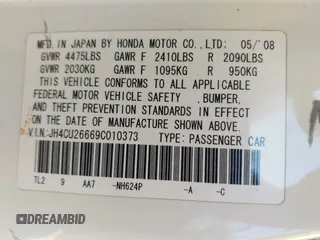 MFD. IN JAPAN BY HONDA MOTOR CO.,LTD: 05/'08
GVWR 4475LBS GAWR F 2410LBS R 2090LBS
GVWR 2030KG GAWR F 1095KG R 950KG
THIS VEHICLE CONFORMS TO ALL APPLICABLE
FEDERAL MOTOR VEHICLE SAFETY ,BUMPER,
AND THEFT PREVENTION STANDARDS IN EFFECT
ON THE DATE OF MANUFACTURE SHOWN ABOVE.
V.I.N:JH4CU26669C010373 TYPE:PASSENGER CAR
TL2 9 AA7 -NH624P -A -C
© DREAMBID